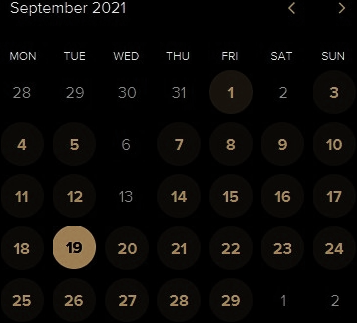 September 2021 < >
MON TUE WED THU FRI SAT SUN
28 29 30 31 1 2 3
4 5 6 7 8 9 10
11 12 13 14 15 16 17
18 19 20 21 22 23 24
25 26 27 28 29 1 2